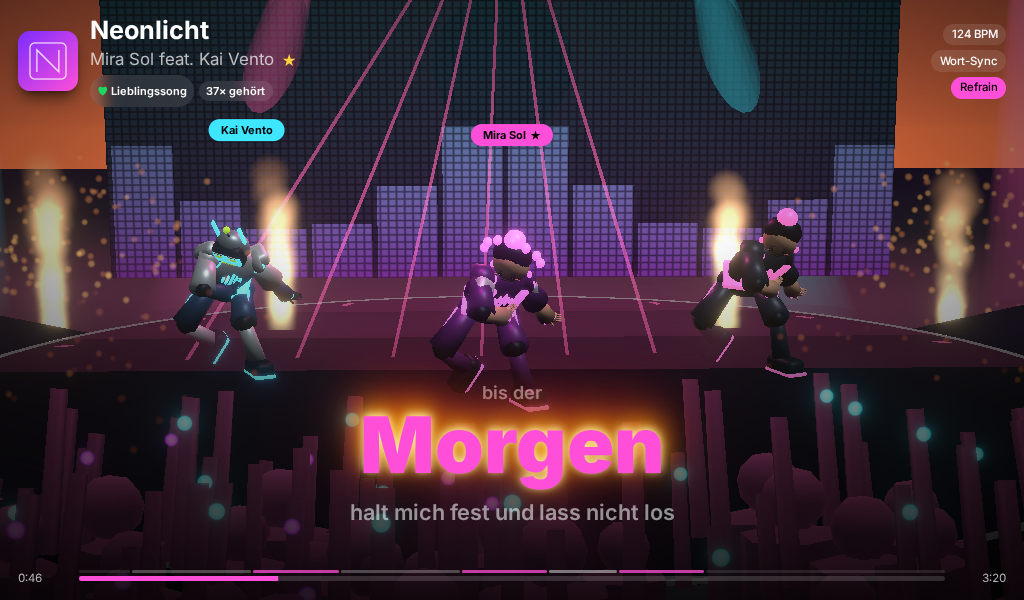 Neonlicht
Mira Sol feat. Kai Vento ★
Lieblingssong
37× gehört
124 BPM
Wort-Sync
Refrain
N
Kai Vento
Mira Sol ★
bis der
Morgen
halt mich fest und lass nicht los
0:46
3:20